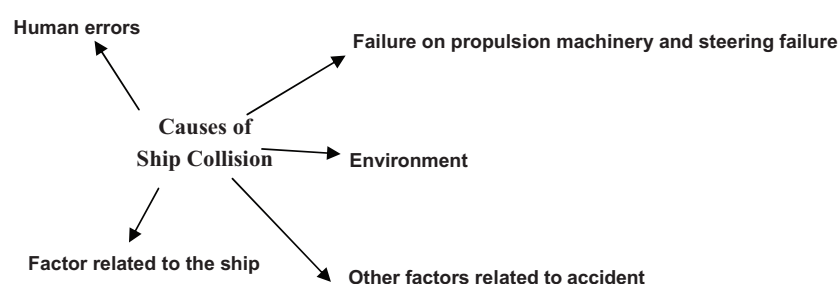 Human errors
Failure on propulsion machinery and steering failure
Causes of
Ship Collision
Environment
Factor related to the ship
Other factors related to accident